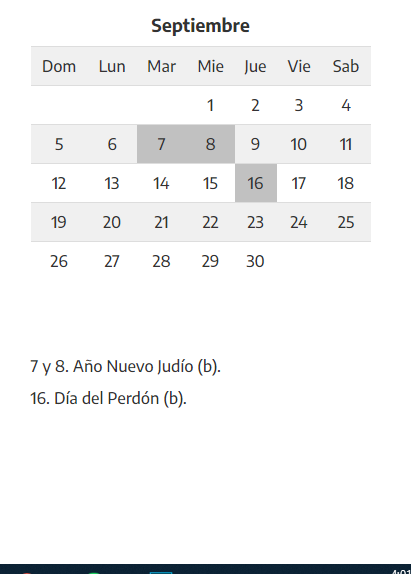 Septiembre
Dom Lun Mar Mie Jue Vie Sab
1 2 3 4
5 6 7 8 9 10 11
12 13 14 15 16 17 18
19 20 21 22 23 24 25
26 27 28 29 30
7 y 8. Año Nuevo Judío (b).
16. Día del Perdón (b).